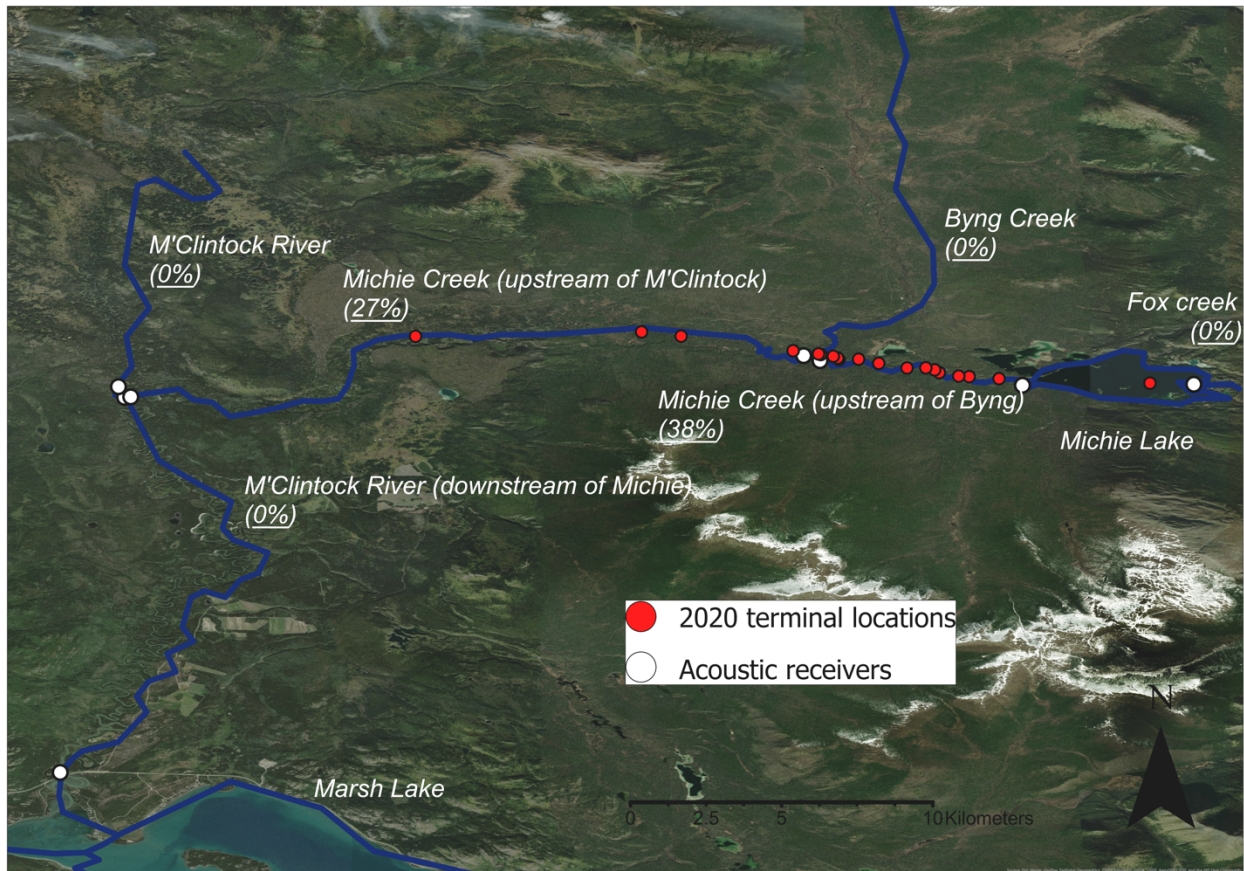 M'Clintock River
(0%)
Michie Creek (upstream of M'Clintock)
(27%)
Byng Creek
(0%)
Fox creek
(0%)
Michie Creek (upstream of Byng)
(38%)
Michie Lake
M'Clintock River (downstream of Michie)
(0%)
2020 terminal locations
Acoustic receivers
Marsh Lake
N
0 2.5 5 10 Kilometers